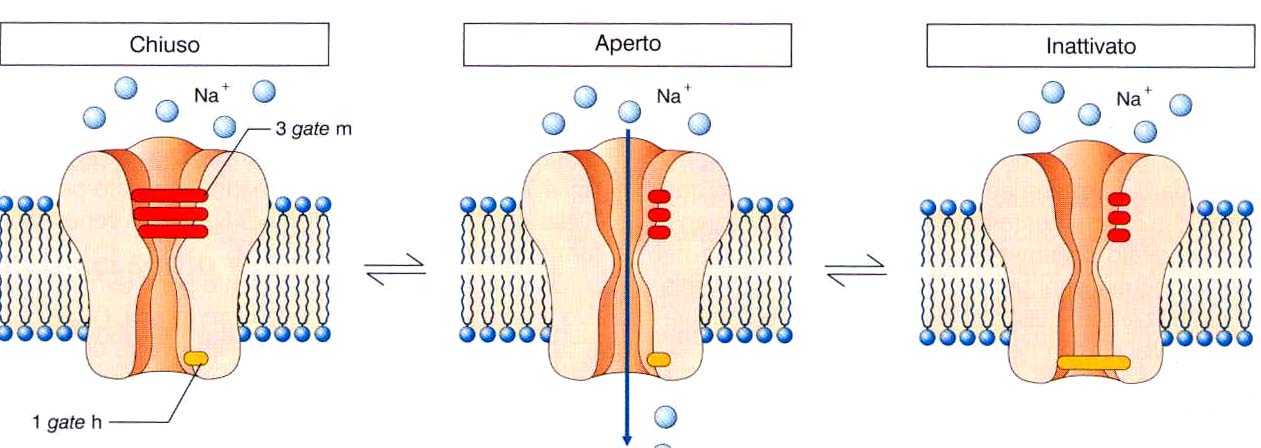 Chiuso
Aperto
Inattivato
Na+
Na+
Na+
3 gate m
1 gate h